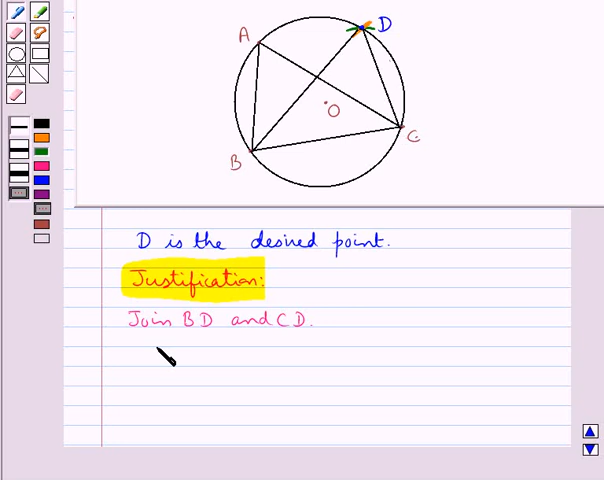 A
D
O
B
C
D is the desired point.
Justification:
Join BD and CD.